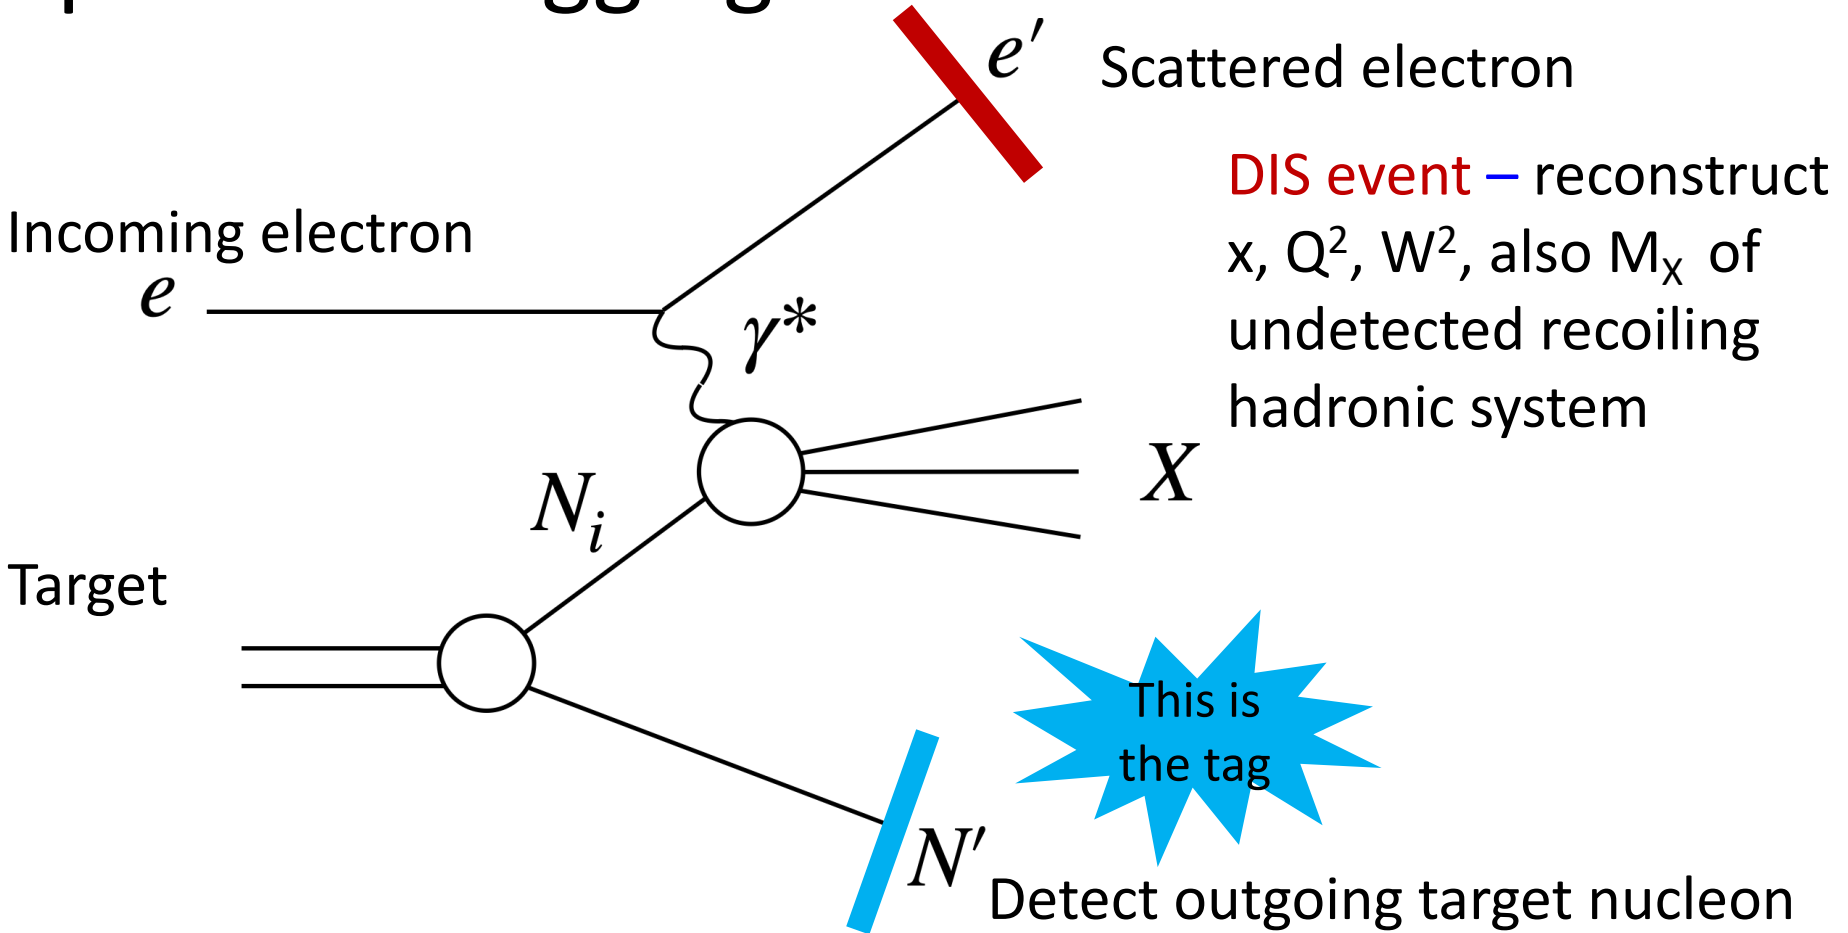 e′ Scattered electron
DIS event – reconstruct
x, Q², W², also Mₓ of
undetected recoiling
hadronic system
Incoming electron
e
γ*
X
Nᵢ
Target
This is
the tag
N′
Detect outgoing target nucleon